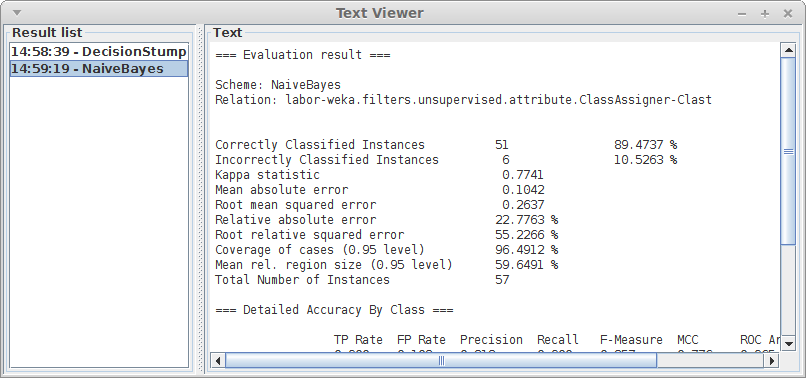 Text Viewer
Result list
14:58:39 - DecisionStump
14:59:19 - NaiveBayes
Text
=== Evaluation result ===
Scheme: NaiveBayes
Relation: labor-weka.filters.unsupervised.attribute.ClassAssigner-Clast
Correctly Classified Instances 51 89.4737 %
Incorrectly Classified Instances 6 10.5263 %
Kappa statistic 0.7741
Mean absolute error 0.1042
Root mean squared error 0.2637
Relative absolute error 22.7763 %
Root relative squared error 55.2266 %
Coverage of cases (0.95 level) 96.4912 %
Mean rel. region size (0.95 level) 59.6491 %
Total Number of Instances 57
=== Detailed Accuracy By Class ===
TP Rate FP Rate Precision Recall F-Measure MCC ROC Ar